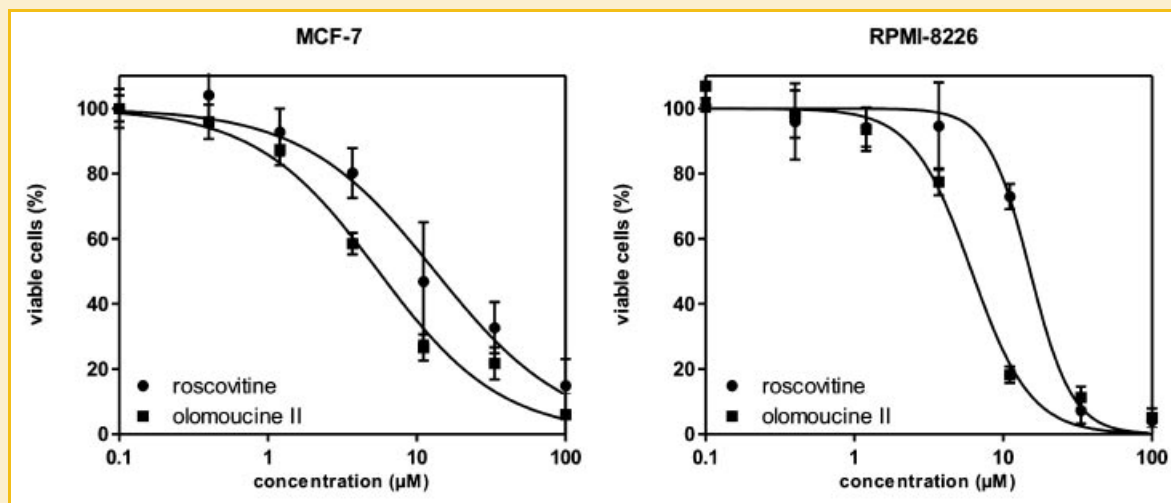 MCF-7
viable cells (%)
100
80
60
40
20
0
roscovitine
olomoucine II
0.1
1
10
100
concentration (µM)
RPMI-8226
viable cells (%)
100
80
60
40
20
0
roscovitine
olomoucine II
0.1
1
10
100
concentration (µM)